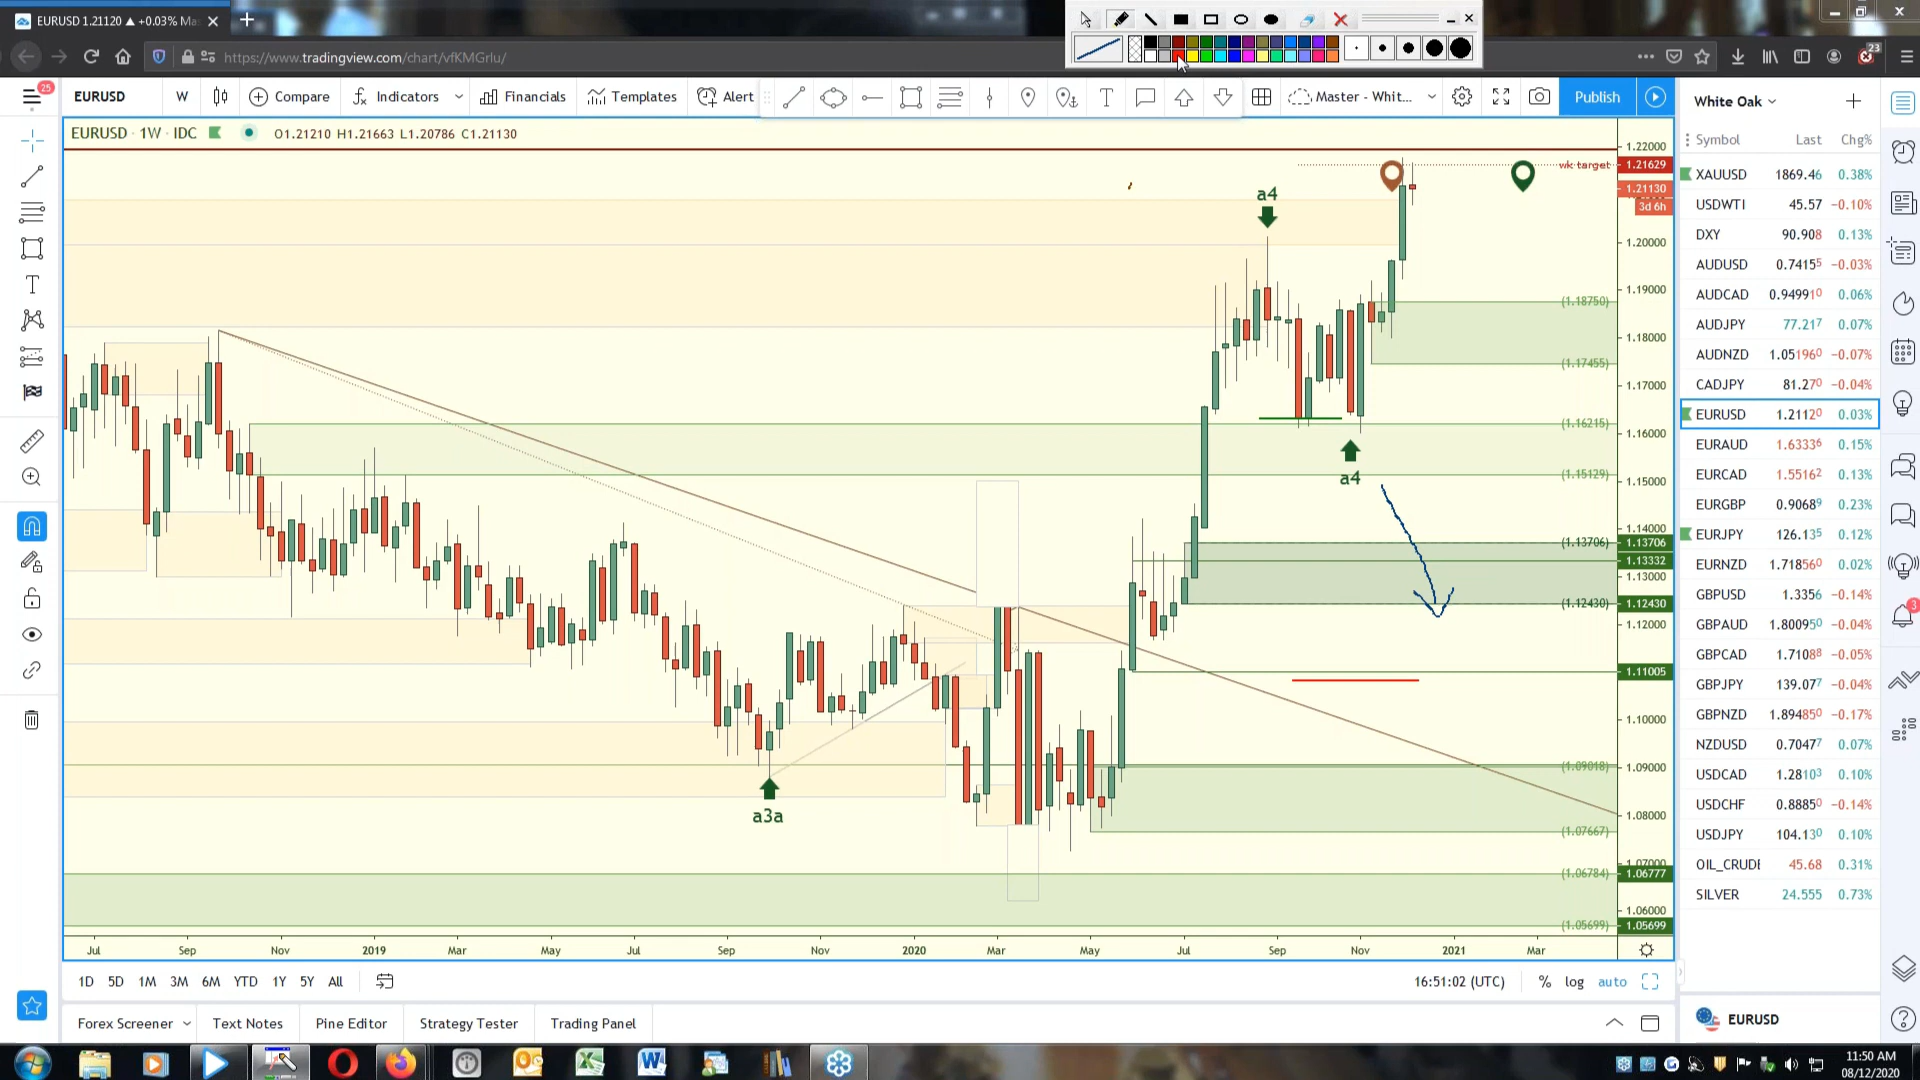 EURUSD 1.21120 ▲ +0.03% Ma
https://www.tradingview.com/chart/vfKMGrlu/
23
25
EURUSD W Compare Indicators Financials Templates Alert Master - Whit... Publish
EURUSD · 1W · IDC O1.21210 H1.21663 L1.20786 C1.21130
wk target
1.22000
1.21629
1.21130
3d 6h
1.20000
1.19000
1.18000
1.17000
1.16000
1.15000
1.14000
1.13706
1.13332
1.13000
1.12430
1.12000
1.11005
1.10000
1.09000
1.08000
1.07000
1.06777
1.06000
1.05699
(1.18750)
(1.17455)
(1.16215)
(1.15129)
(1.13706)
(1.12430)
(1.09018)
(1.07667)
(1.06784)
(1.05699)
a4
a4
a3a
Jul Sep Nov 2019 Mar May Jul Sep Nov 2020 Mar May Jul Sep Nov 2021 Mar
1D 5D 1M 3M 6M YTD 1Y 5Y All
16:51:02 (UTC) % log auto
Forex Screener Text Notes Pine Editor Strategy Tester Trading Panel
White Oak
Symbol Last Chg%
XAUUSD 1869.46 0.38%
USDWTI 45.57 −0.10%
DXY 90.908 0.13%
AUDUSD 0.74155 −0.03%
AUDCAD 0.949910 0.06%
AUDJPY 77.217 0.07%
AUDNZD 1.051960 −0.07%
CADJPY 81.270 −0.04%
EURUSD 1.21120 0.03%
EURAUD 1.63336 0.15%
EURCAD 1.55162 0.13%
EURGBP 0.90689 0.23%
EURJPY 126.135 0.12%
EURNZD 1.718560 0.02%
GBPUSD 1.3356 −0.14%
GBPAUD 1.800950 −0.04%
GBPCAD 1.71088 −0.05%
GBPJPY 139.077 −0.04%
GBPNZD 1.894850 −0.17%
NZDUSD 0.70477 0.07%
USDCAD 1.28103 0.10%
USDCHF 0.88850 −0.14%
USDJPY 104.130 0.10%
OIL_CRUDE 45.68 0.31%
SILVER 24.555 0.73%
EURUSD
3
11:50 AM
08/12/2020